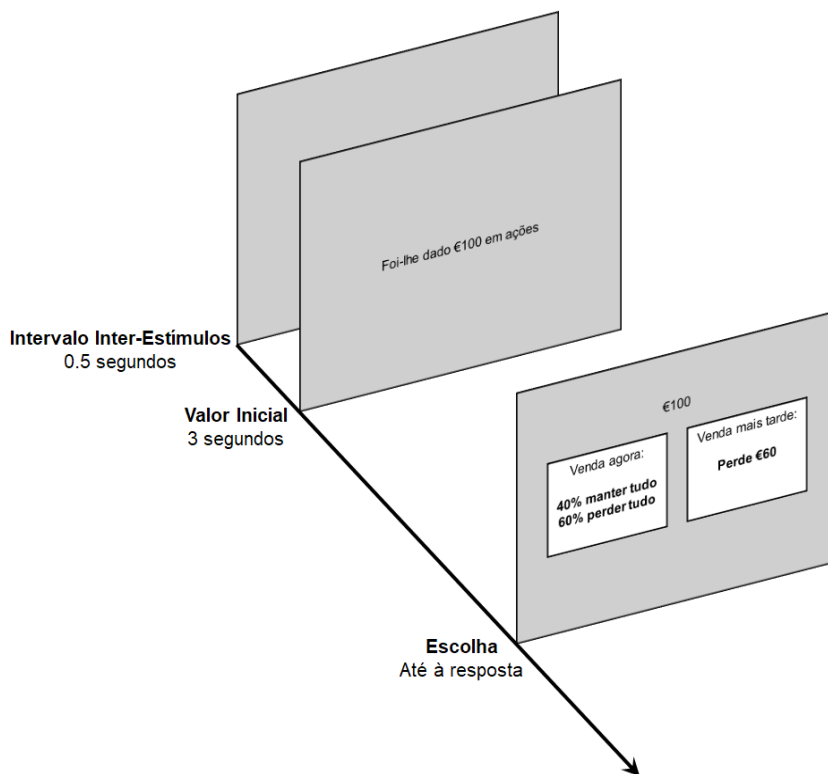 Foi-lhe dado €100 em ações
Intervalo Inter-Estímulos
0.5 segundos
Valor Inicial
3 segundos
€100
Venda agora:
40% manter tudo
60% perder tudo
Venda mais tarde:
Perde €60
Escolha
Até à resposta